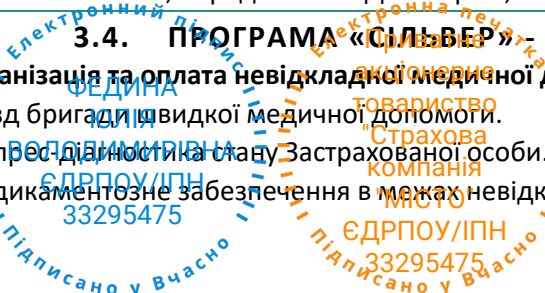 3.4. ПРОГРАМА «СІЛЬВЕР» -
анізація та оплата невідкладної медичної д
зд бригади швидкої медичної допомоги.
прес-діагностика стану Застрахованої особи.
дикаментозне забезпечення в межах невідк
Електронний підпис
ФЕДИНА
ЮЛІЯ
ВОЛОДИМИРІВНА
ЄДРПОУ/ІПН
33295475
Підписано у Вчасно
Електронна печатка
Приватне
акціонерне
товариство
"Страхова
компанія
"МІСТО"
ЄДРПОУ/ІПН
33295475
Підписано у Вчасно